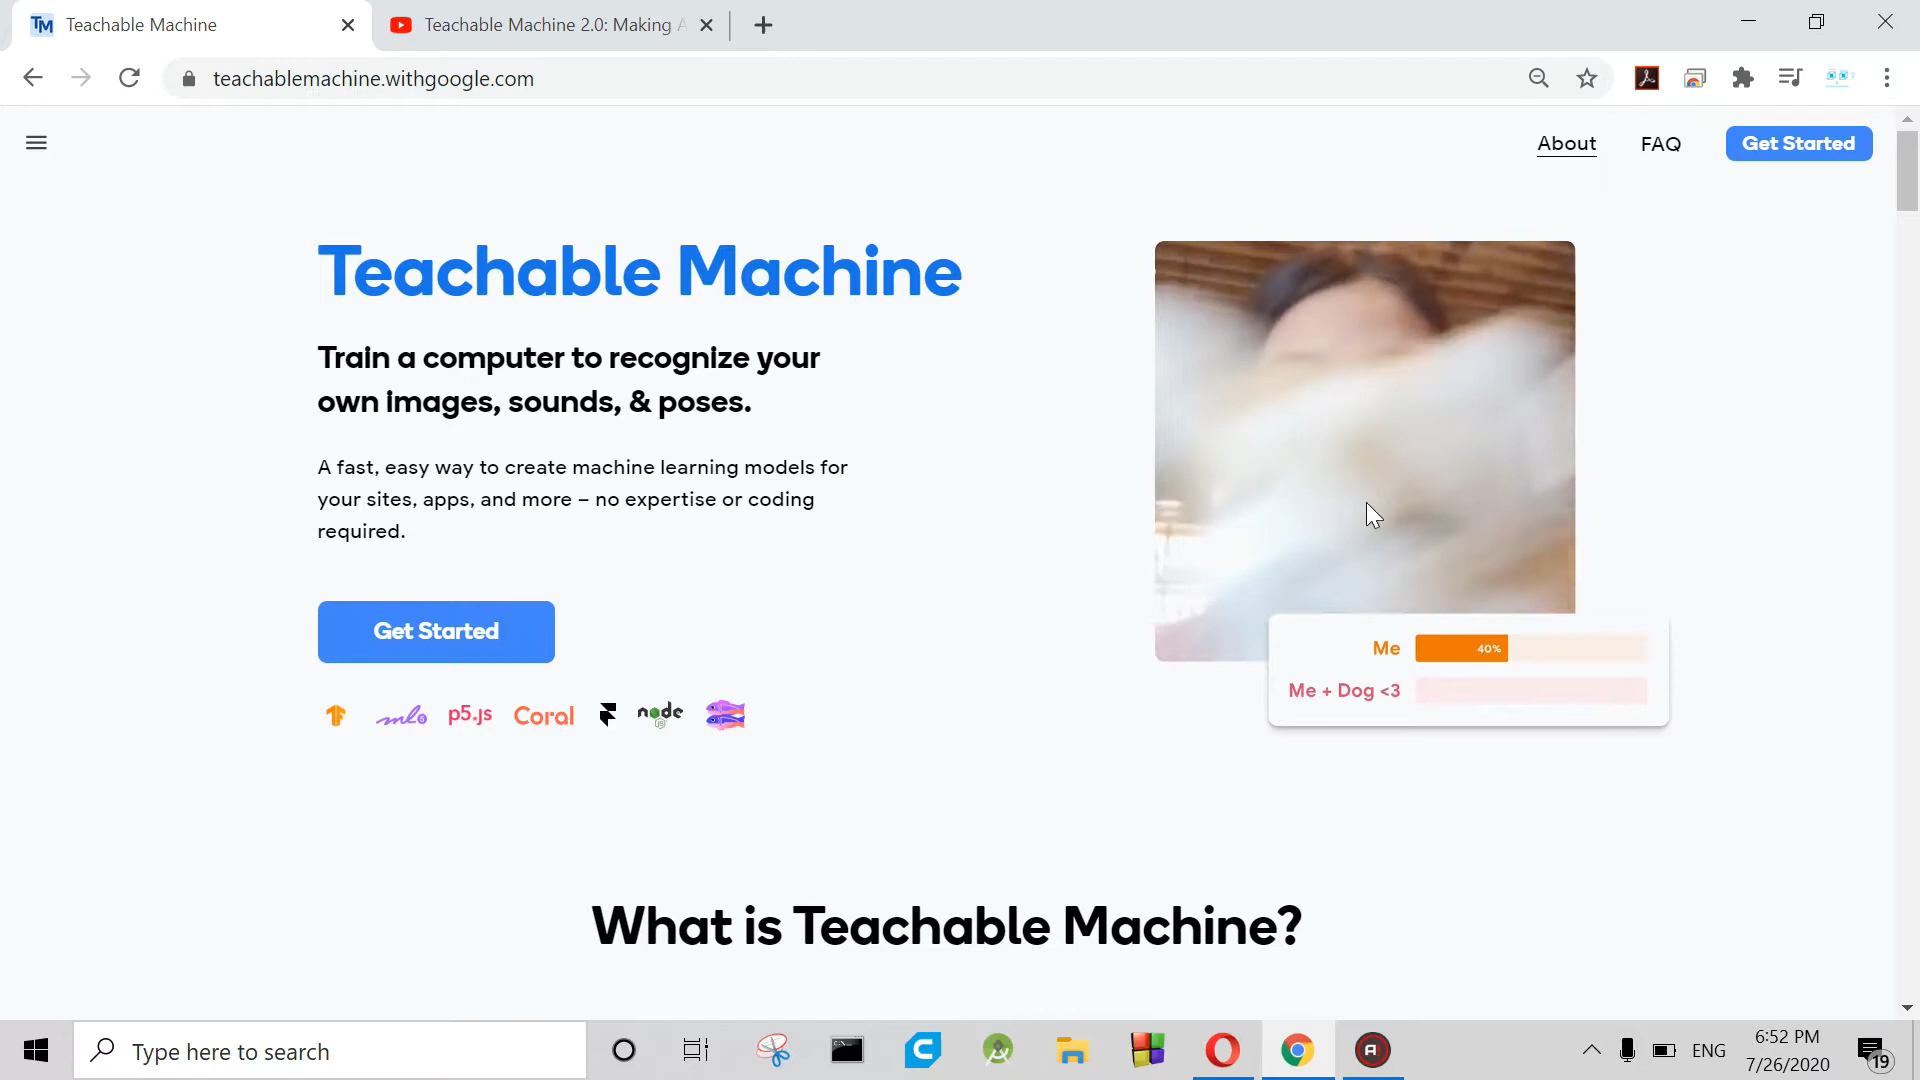 Teachable Machine
Teachable Machine 2.0: Making A
teachablemachine.withgoogle.com
About
FAQ
Get Started
Teachable Machine
Train a computer to recognize your
own images, sounds, & poses.
A fast, easy way to create machine learning models for
your sites, apps, and more – no expertise or coding
required.
Get Started
ml5
p5.js
Coral
node
Me
40%
Me + Dog <3
What is Teachable Machine?
Type here to search
ENG
6:52 PM
7/26/2020
19